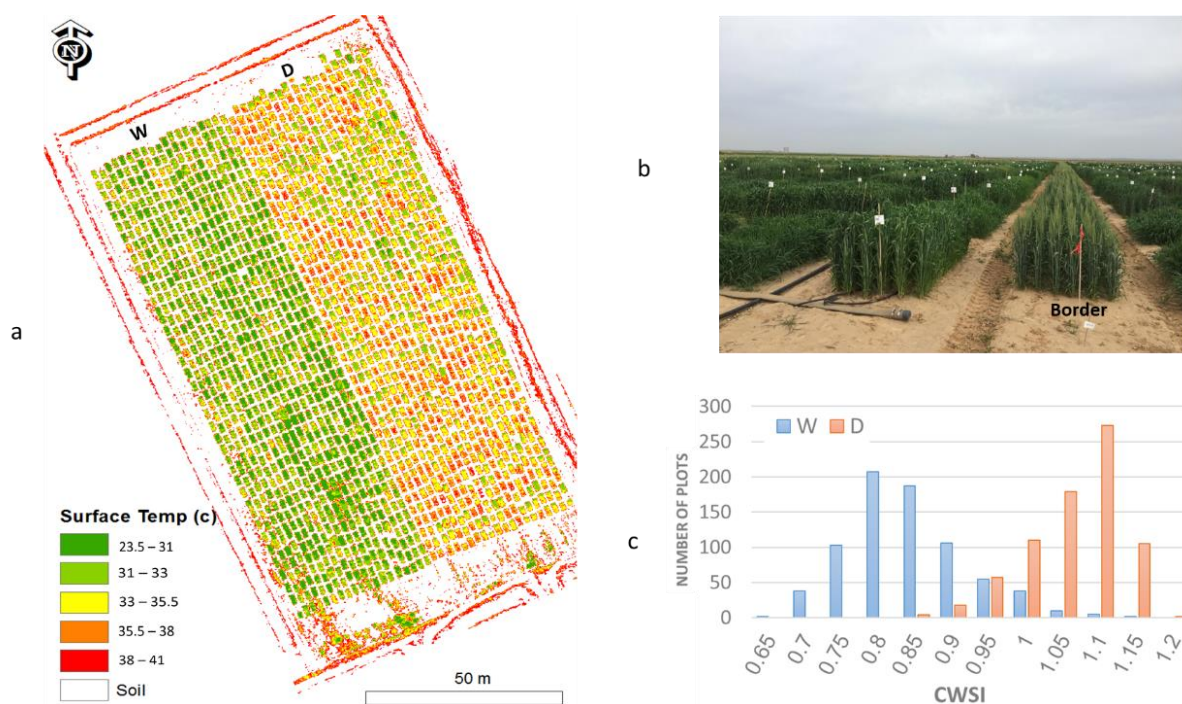 N
D
W
a
Surface Temp (c)
23.5 – 31
31 – 33
33 – 35.5
35.5 – 38
38 – 41
Soil
50 m
b
Border
c
300
250
200
150
100
50
0
NUMBER OF PLOTS
W D
0.65 0.7 0.75 0.8 0.85 0.9 0.95 1 1.05 1.1 1.15 1.2
CWSI